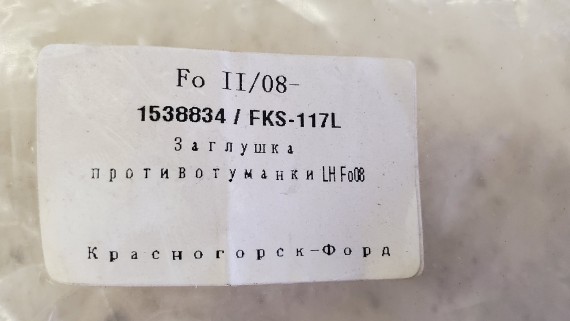 Fo II/08-
1538834 / FKS-117L
Заглушка
противотуманки LH Fo08
Красногорск-Форд